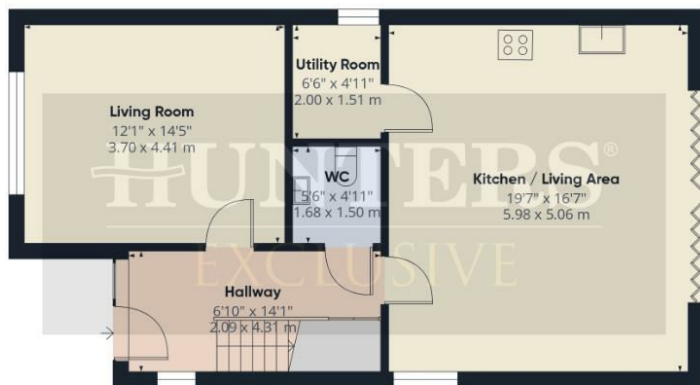 Utility Room
6'6" x 4'11"
2.00 x 1.51 m
Living Room
12'1" x 14'5"
3.70 x 4.41 m
WC
5'6" x 4'11"
1.68 x 1.50 m
Kitchen / Living Area
19'7" x 16'7"
5.98 x 5.06 m
HUNTERS®
EXCLUSIVE
Hallway
6'10" x 14'1"
2.09 x 4.31 m